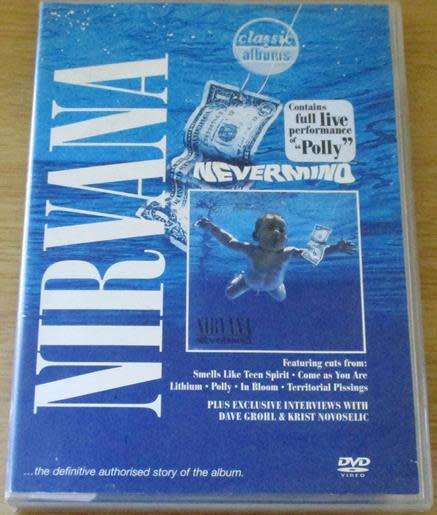 classic
albums
Contains
full live
performance
of "Polly"
NEVERMIND
NIRVANA
NIRVANA
NEVERMIND
Featuring cuts from:
Smells Like Teen Spirit • Come as You Are
Lithium • Polly • In Bloom • Territorial Pissings
PLUS EXCLUSIVE INTERVIEWS WITH
DAVE GROHL & KRIST NOVOSELIC
...the definitive authorised story of the album.
DVD
VIDEO